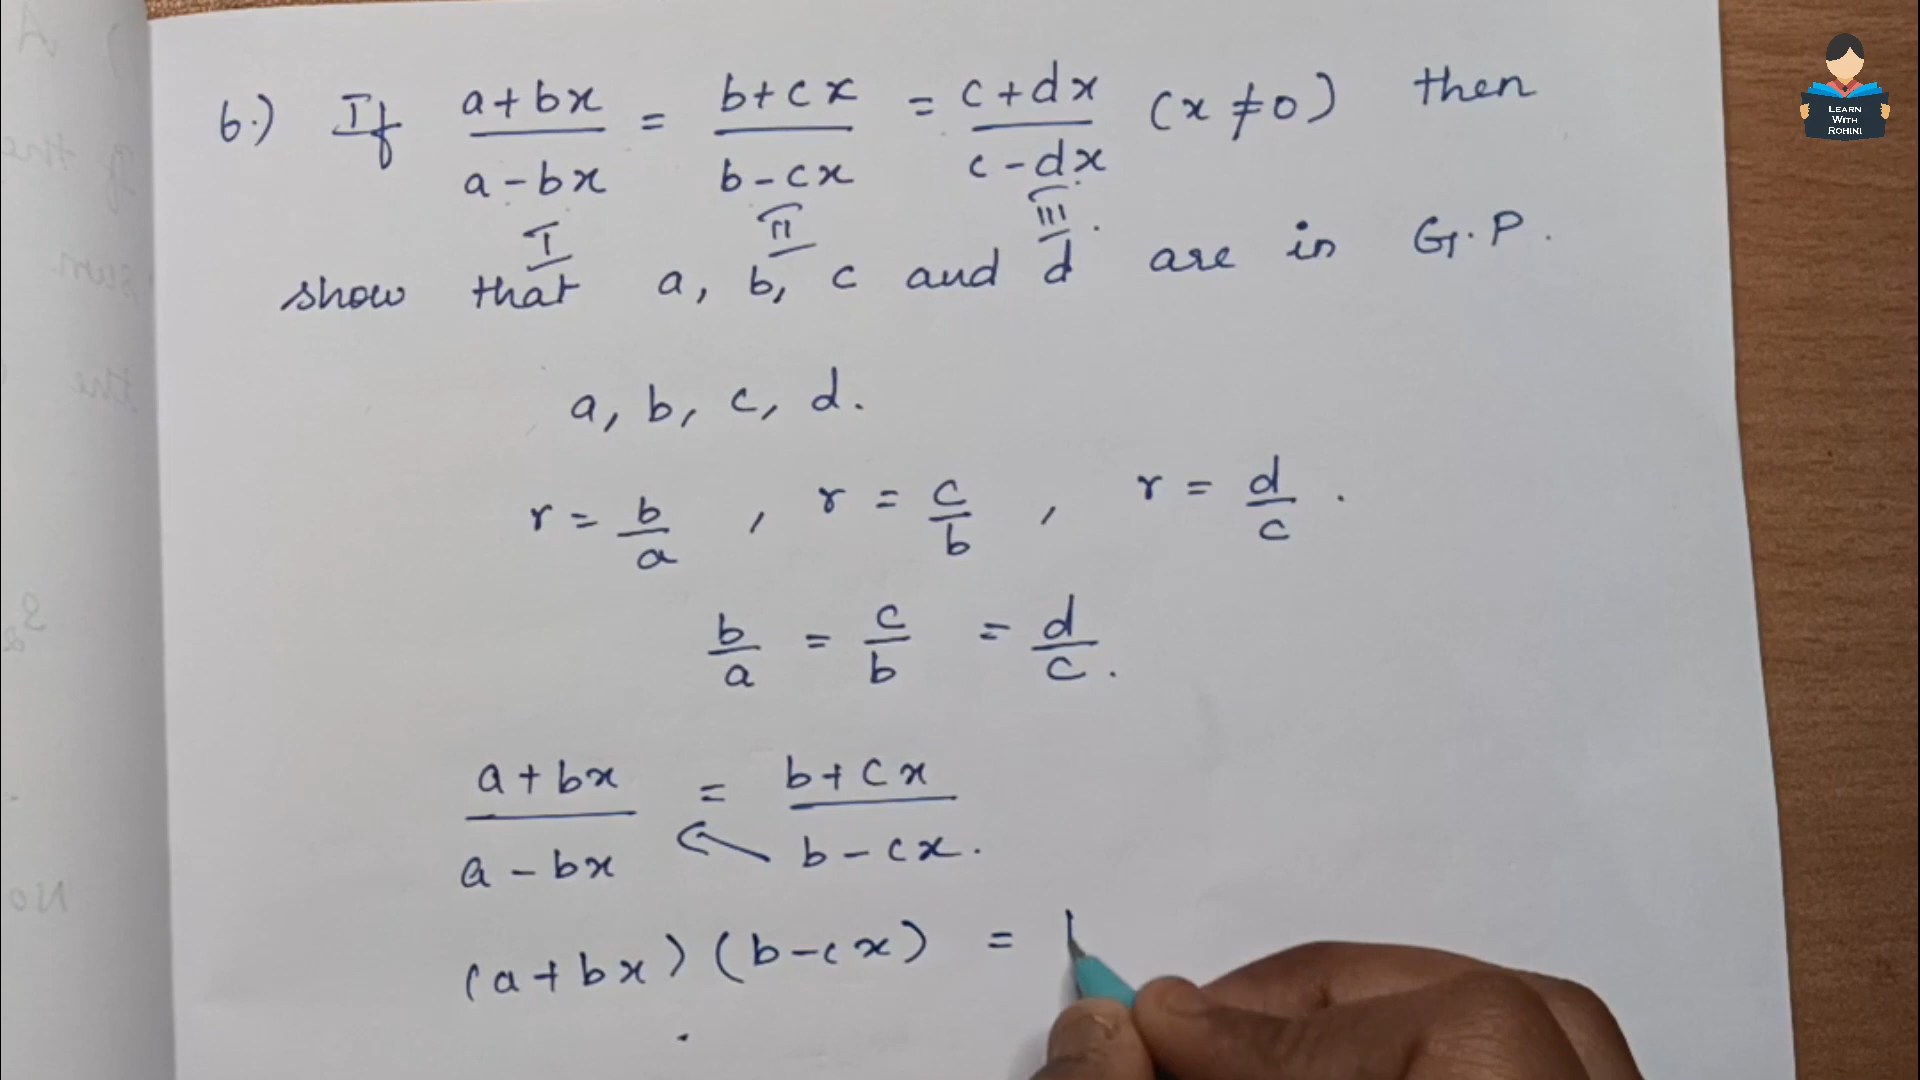 6.) If a+bx/a-bx = b+cx/b-cx = c+dx/c-dx (x≠0) then
I II III
show that a, b, c and d are in G.P.
a, b, c, d.
r = b/a , r = c/b , r = d/c .
b/a = c/b = d/c.
a+bx/a-bx = b+cx/b-cx.
(a+bx)(b-cx) =
LEARN
WITH
ROHINI